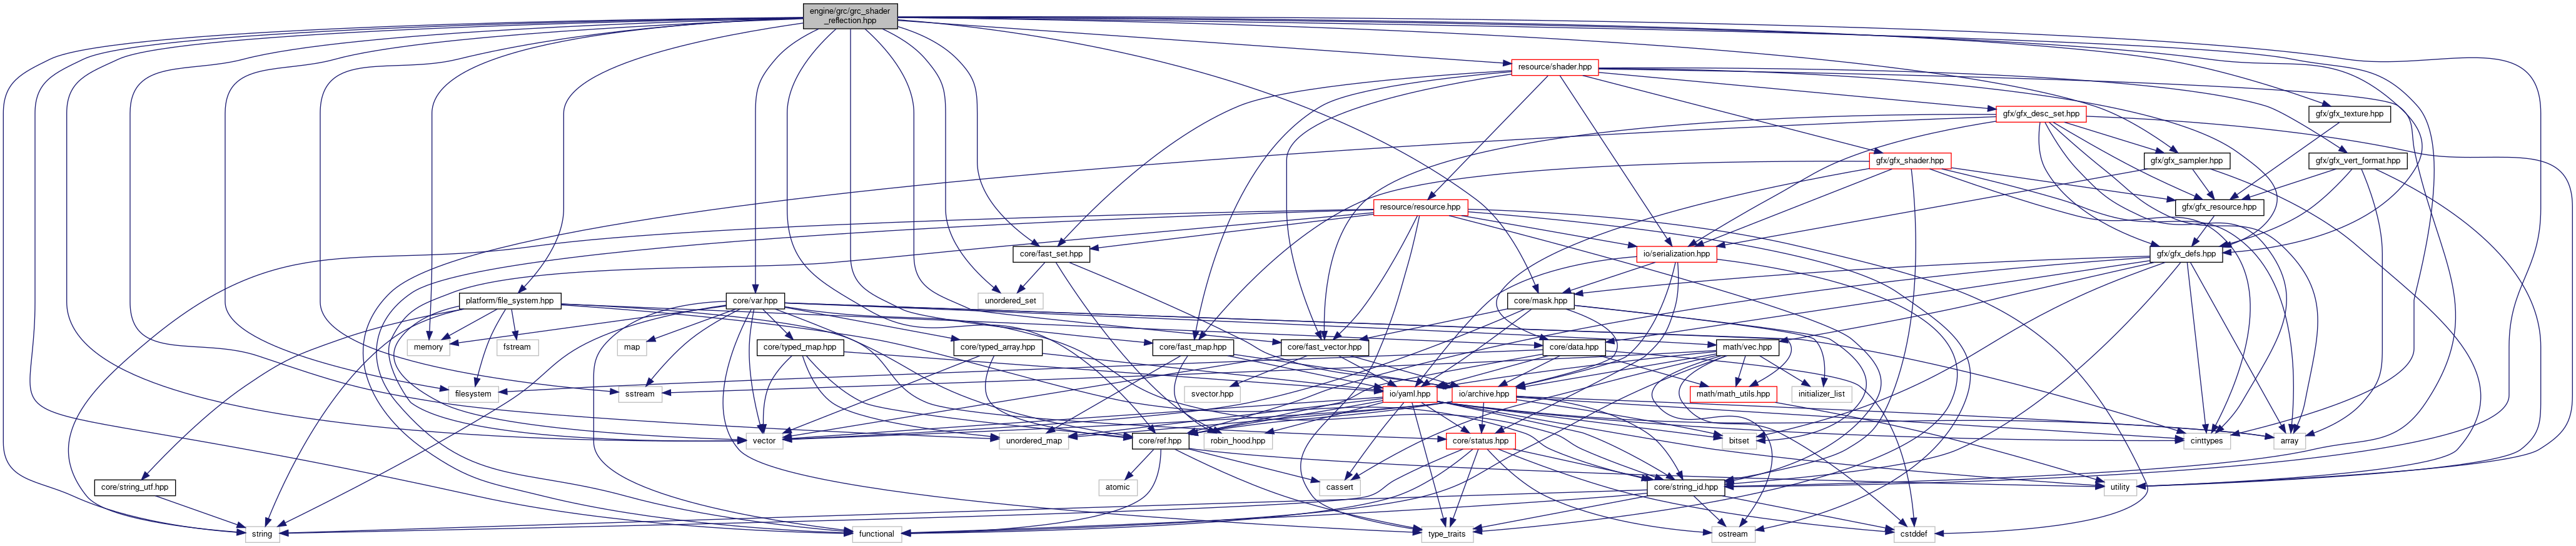 engine/grc/grc_shader
_reflection.hpp
resource/shader.hpp
gfx/gfx_desc_set.hpp
gfx/gfx_texture.hpp
gfx/gfx_shader.hpp
gfx/gfx_sampler.hpp
gfx/gfx_vert_format.hpp
resource/resource.hpp
gfx/gfx_resource.hpp
core/fast_set.hpp
io/serialization.hpp
gfx/gfx_defs.hpp
platform/file_system.hpp
core/var.hpp
unordered_set
core/mask.hpp
memory
fstream
map
core/typed_map.hpp
core/typed_array.hpp
core/fast_map.hpp
core/fast_vector.hpp
core/data.hpp
math/vec.hpp
filesystem
sstream
svector.hpp
io/yaml.hpp
io/archive.hpp
math/math_utils.hpp
initializer_list
vector
unordered_map
core/ref.hpp
robin_hood.hpp
core/status.hpp
bitset
cinttypes
array
core/string_utf.hpp
atomic
cassert
core/string_id.hpp
utility
string
functional
type_traits
ostream
cstddef